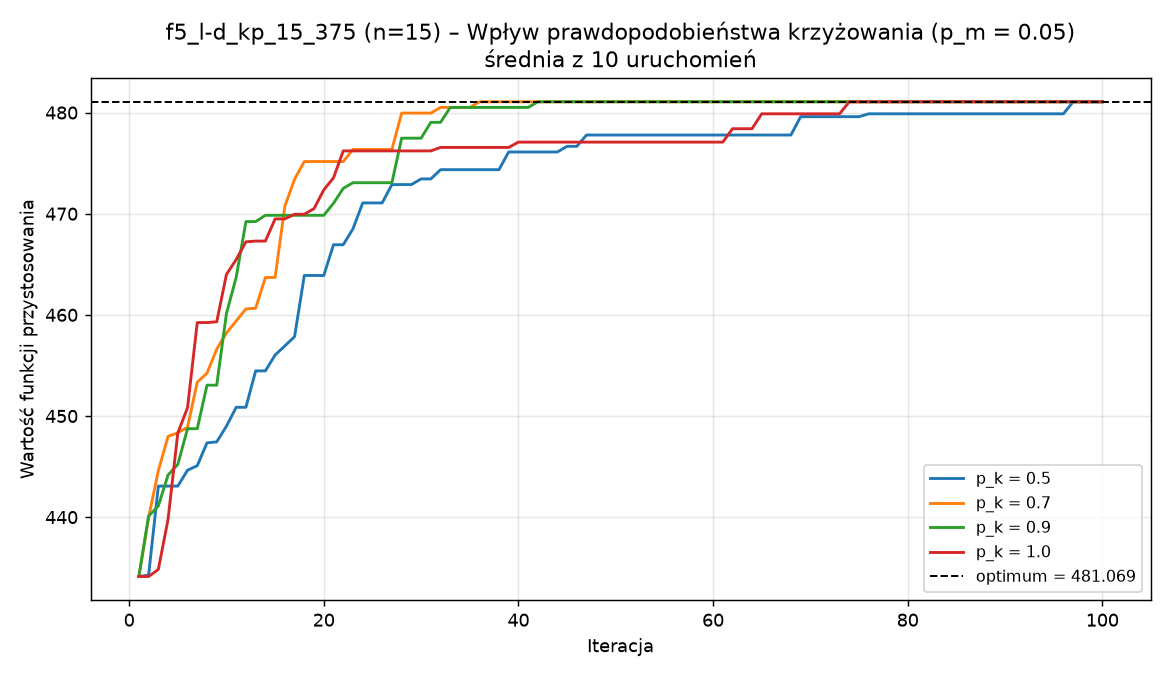 f5_l-d_kp_15_375 (n=15) – Wpływ prawdopodobieństwa krzyżowania (p_m = 0.05)
średnia z 10 uruchomień
Wartość funkcji przystosowania
480
470
460
450
440
0 20 40 60 80 100
Iteracja
p_k = 0.5
p_k = 0.7
p_k = 0.9
p_k = 1.0
optimum = 481.069